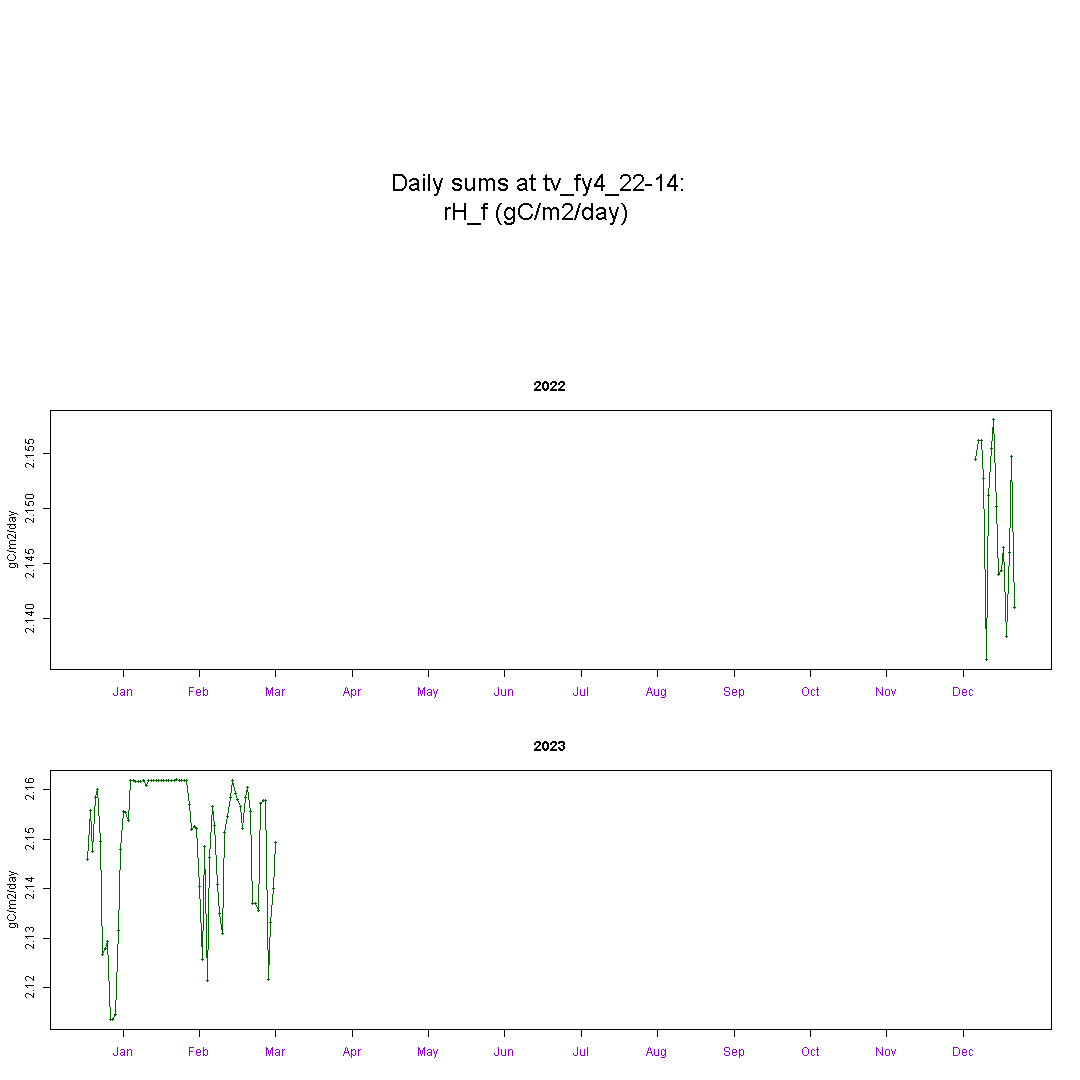 Daily sums at tv_fy4_22-14:
rH_f (gC/m2/day)
2022
gC/m2/day
2.155
2.150
2.145
2.140
Jan Feb Mar Apr May Jun Jul Aug Sep Oct Nov Dec
2023
gC/m2/day
2.16
2.15
2.14
2.13
2.12
Jan Feb Mar Apr May Jun Jul Aug Sep Oct Nov Dec